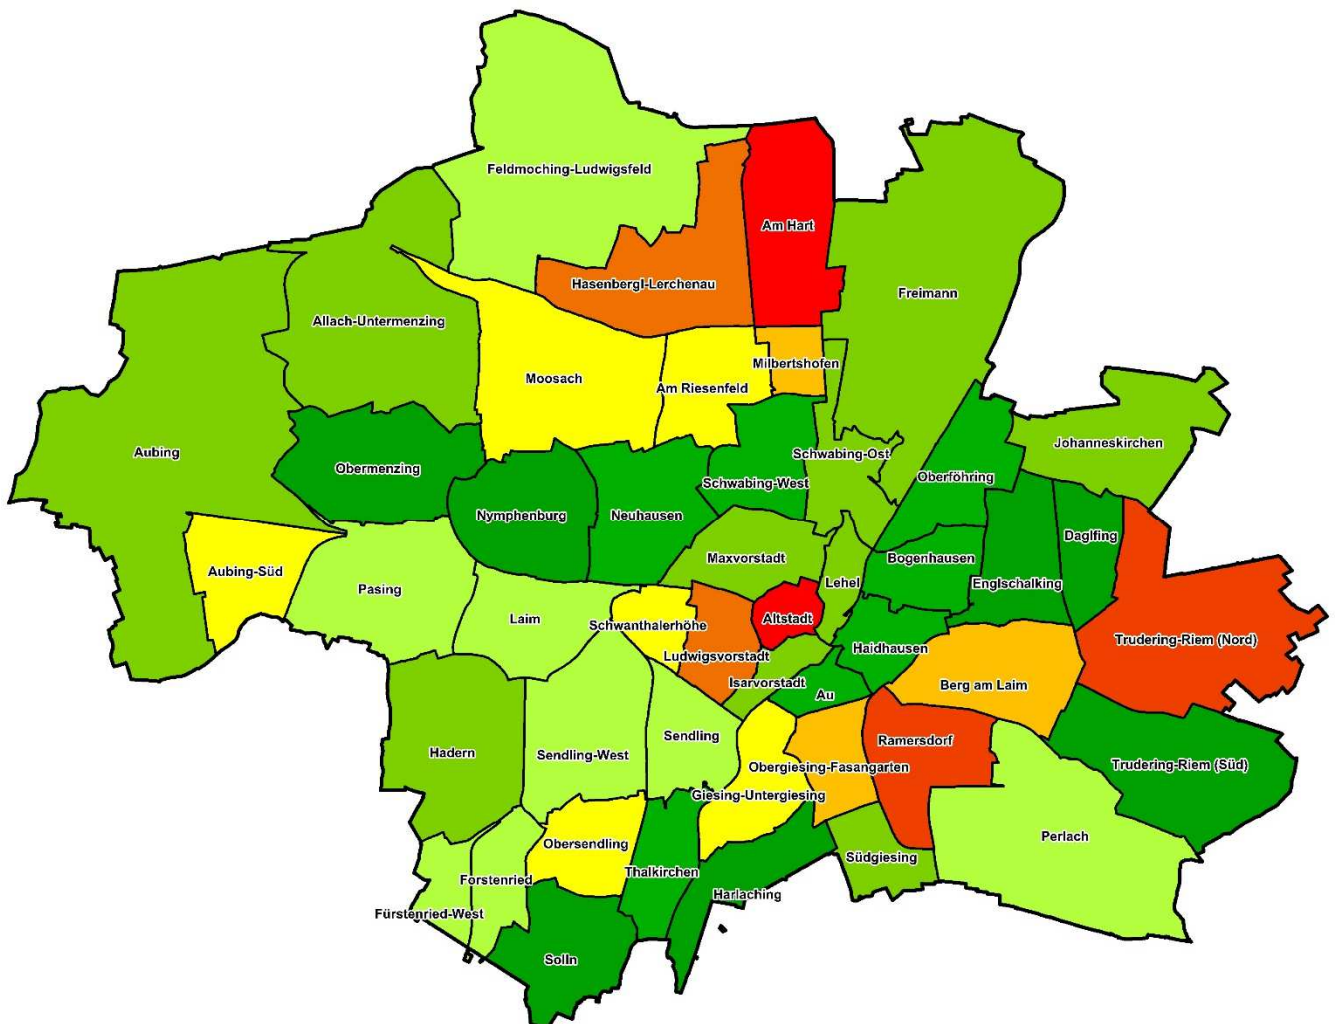 Feldmoching-Ludwigsfeld
Am Hart
Hasenbergl-Lerchenau
Freimann
Allach-Untermenzing
Milbertshofen
Moosach
Am Riesenfeld
Johanneskirchen
Aubing
Schwabing-Ost
Obermenzing
Oberföhring
Schwabing-West
Nymphenburg
Neuhausen
Daglfing
Maxvorstadt
Bogenhausen
Aubing-Süd
Lehel
Englschalking
Pasing
Laim
Altstadt
Schwanthalerhöhe
Trudering-Riem (Nord)
Haidhausen
Ludwigsvorstadt
Isarvorstadt
Berg am Laim
Au
Sendling
Ramersdorf
Hadern
Sendling-West
Trudering-Riem (Süd)
Obergiesing-Fasangarten
Giesing-Untergiesing
Perlach
Obersendling
Südgiesing
Thalkirchen
Forstenried
Harlaching
Fürstenried-West
Solln